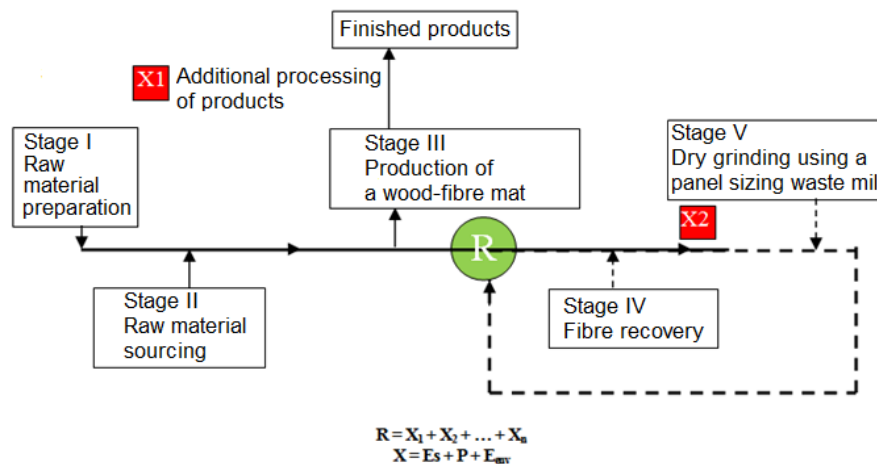 Finished products
X1
Additional processing
of products
Stage I
Raw
material
preparation
Stage III
Production of
a wood-fibre mat
Stage V
Dry grinding using a
panel sizing waste mil
X2
R
Stage II
Raw material
sourcing
Stage IV
Fibre recovery
R = X₁ + X₂ + … + Xₙ
X = Es + P + Eₑₙᵥ